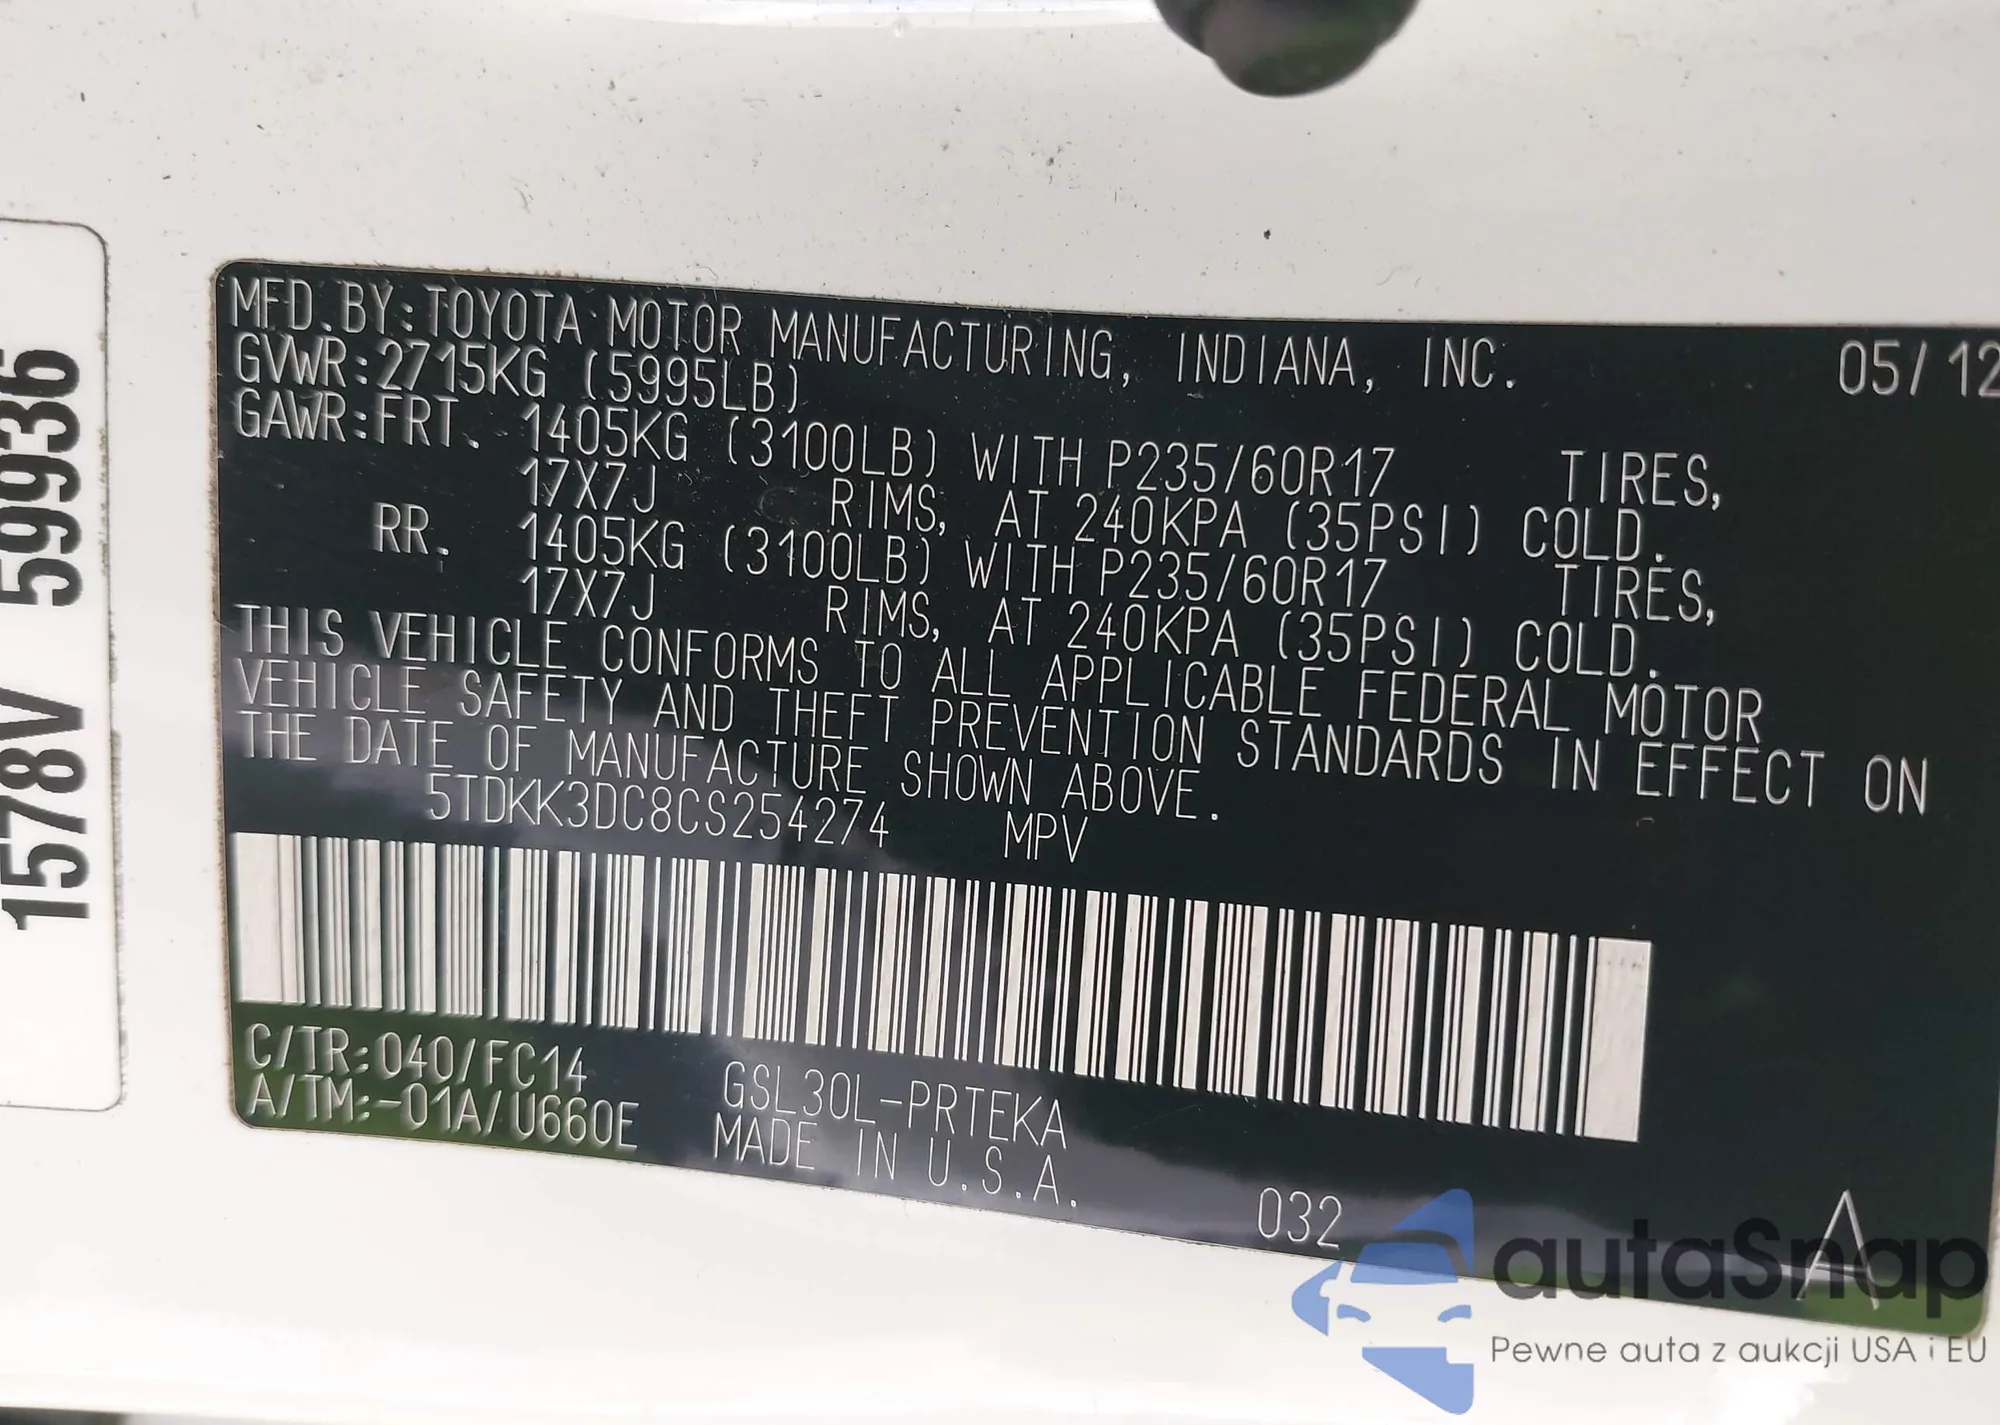 1578V 59936
MFD.BY:TOYOTA MOTOR MANUFACTURING, INDIANA, INC. 05/12
GVWR:2715KG (5995LB)
GAWR:FRT. 1405KG (3100LB) WITH P235/60R17 TIRES,
17X7J RIMS, AT 240KPA (35PSI) COLD.
RR. 1405KG (3100LB) WITH P235/60R17 TIRES,
17X7J RIMS, AT 240KPA (35PSI) COLD.
THIS VEHICLE CONFORMS TO ALL APPLICABLE FEDERAL MOTOR
VEHICLE SAFETY AND THEFT PREVENTION STANDARDS IN EFFECT ON
THE DATE OF MANUFACTURE SHOWN ABOVE.
5TDKK3DC8CS254274 MPV
C/TR:040/FC14
A/TM:-01A/U660E
GSL30L-PRTEKA
MADE IN U.S.A.
032 A
autaSnap
Pewne auta z aukcji USA i EU